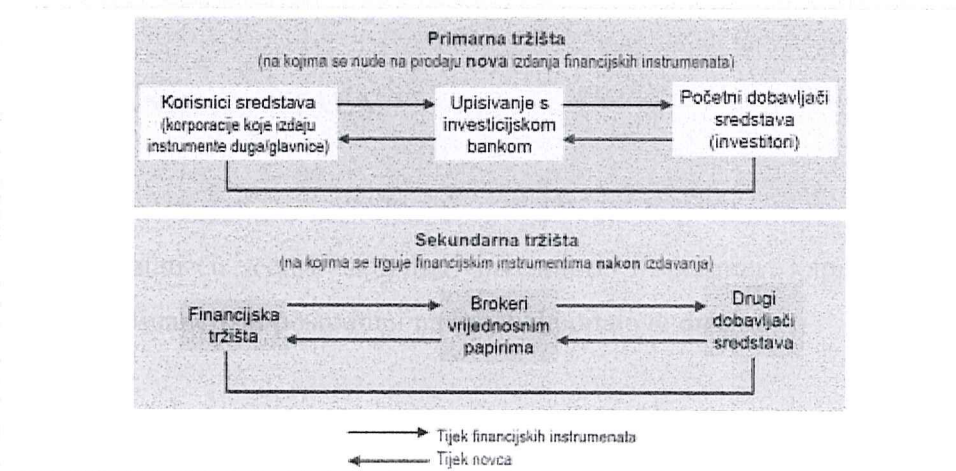 Primarna tržišta
(na kojima se nude na prodaju nova izdanja financijskih instrumenata)
Korisnici sredstava
(korporacije koje izdaju
instrumente duga/glavnice)
Upisivanje s
investicijskom
bankom
Početni dobavljači
sredstava
(investitori)
Sekundarna tržišta
(na kojima se trguje financijskim instrumentima nakon izdavanja)
Financijska
tržišta
Brokeri
vrijednosnim
papirima
Drugi
dobavljači
sredstava
Tijek financijskih instrumenata
Tijek novca